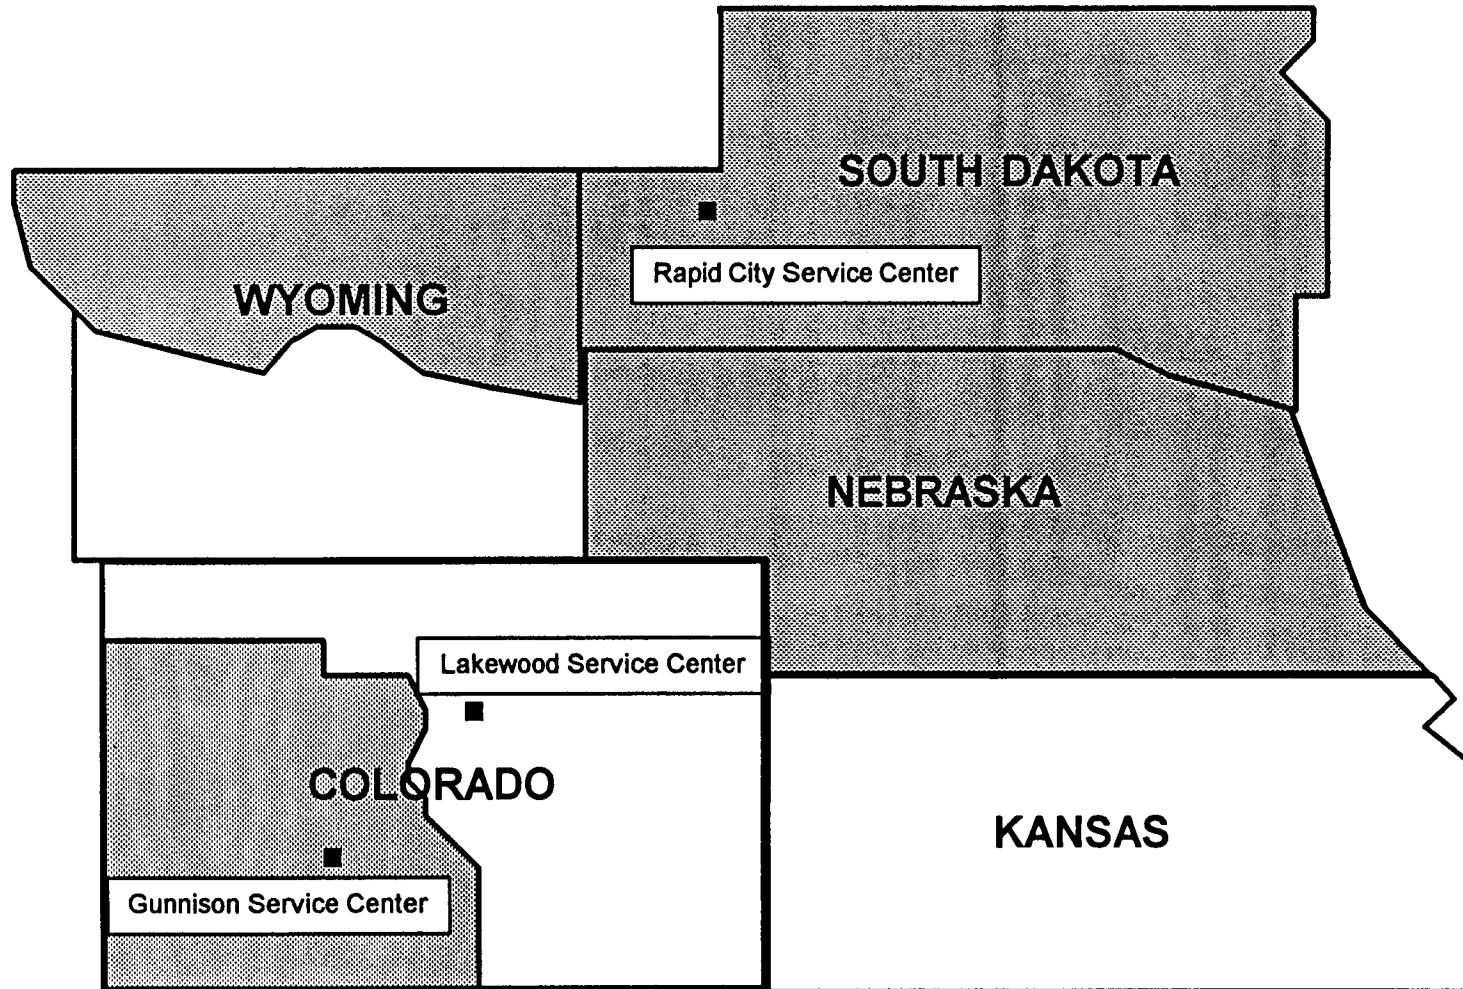 SOUTH DAKOTA
Rapid City Service Center
WYOMING
NEBRASKA
Lakewood Service Center
COLORADO
KANSAS
Gunnison Service Center